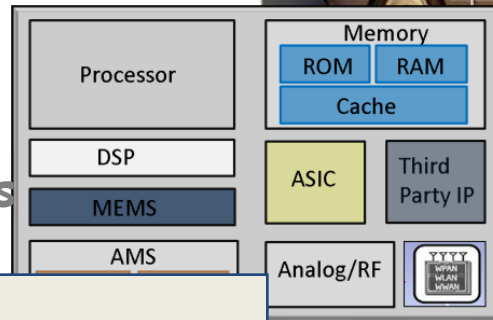 Processor
Memory
ROM RAM
Cache
DSP
MEMS
AMS
ASIC
Third
Party IP
Analog/RF
WPAN
WLAN
WWAN
s